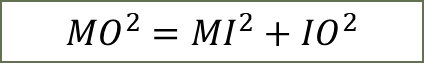 MO² = MI² + IO²